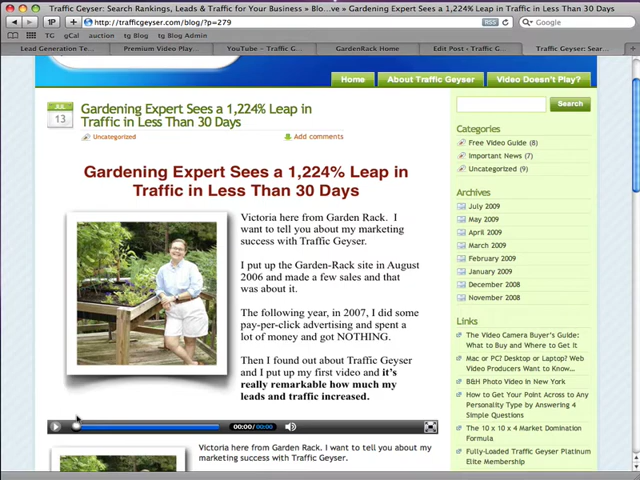 Traffic Geyser: Search Rankings, Leads & Traffic for Your Business » Blo...ve » Gardening Expert Sees a 1,224% Leap in Traffic in Less Than 30 Days
http://trafficgeyser.com/blog/?p=279
RSS
Google
TG gCal auction tg Blog tg Blog Admin
Lead Generation Te...
Premium Video Play...
YouTube – Traffic G...
GardenRack Home
Edit Post ‹ Traffic G...
Traffic Geyser: Sear...
Home
About Traffic Geyser
Video Doesn't Play?
JUL
13
Gardening Expert Sees a 1,224% Leap in
Traffic in Less Than 30 Days
Uncategorized
Add comments
Gardening Expert Sees a 1,224% Leap in
Traffic in Less Than 30 Days
Victoria here from Garden Rack. I
want to tell you about my marketing
success with Traffic Geyser.
I put up the Garden-Rack site in August
2006 and made a few sales and that
was about it.
The following year, in 2007, I did some
pay-per-click advertising and spent a
lot of money and got NOTHING.
Then I found out about Traffic Geyser
and I put up my first video and it's
really remarkable how much my
leads and traffic increased.
00:00/00:00
Victoria here from Garden Rack. I want to tell you about my
marketing success with Traffic Geyser.
Search
Categories
Free Video Guide (8)
Important News (7)
Uncategorized (9)
Archives
July 2009
May 2009
April 2009
March 2009
February 2009
January 2009
December 2008
November 2008
Links
The Video Camera Buyer's Guide:
What to Buy and Where to Get It
Mac or PC? Desktop or Laptop? Web
Video Producers Want to Know...
B&H Photo Video in New York
How to Get Your Point Across to Any
Personality Type by Answering 4
Simple Questions
The 10 x 10 x 4 Market Domination
Formula
Fully-Loaded Traffic Geyser Platinum
Elite Membership